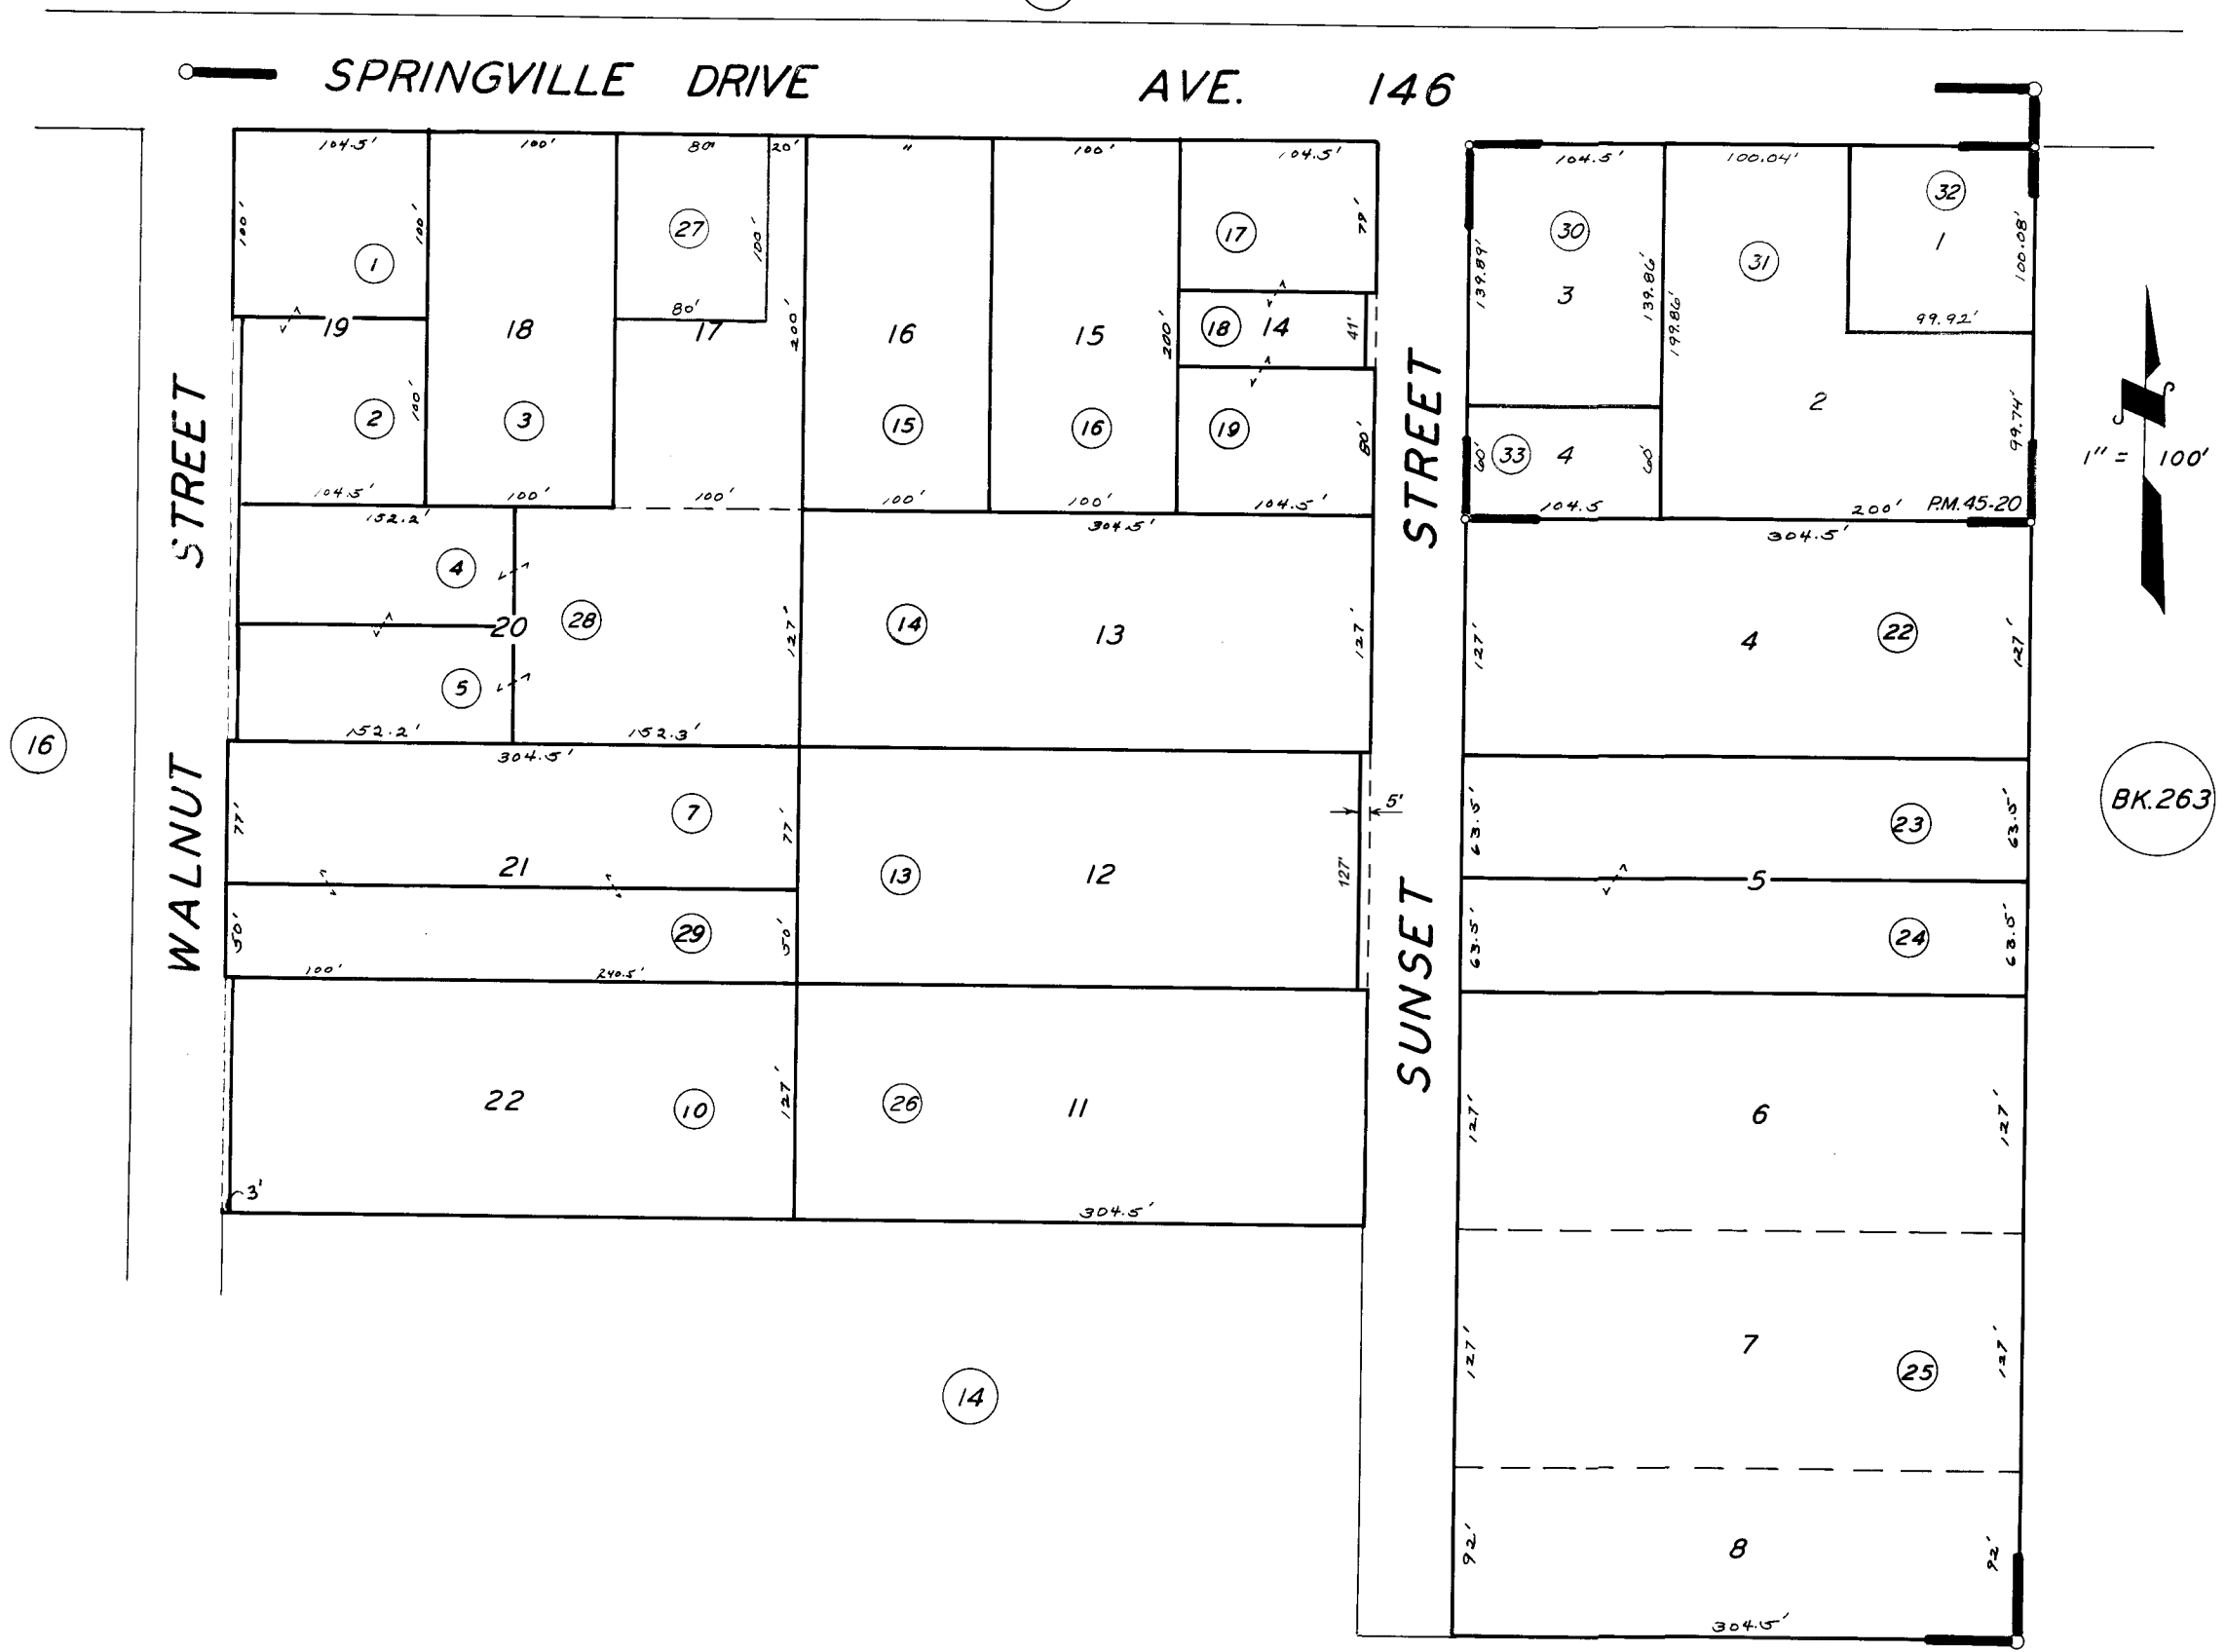 SPRINGVILLE DRIVE AVE. 146
104.5' 100' 80' 20' " 100' 104.5' 104.5' 100.04'
100' 100' 1 27 100' 17 79' 30 139.89' 139.86' 31 32 1 100.08'
3
80'
19 18 17 200' 16 15 200' 18 14 41' 199.86' 99.92'
2 100' 3 15 16 19 80' 2 99.74'
1" = 100'
60' 33 4 60'
104.5' 100' 100' 100' 100' 104.5' 104.5 200' P.M. 45-20
152.2' 304.5' 304.5'
WALNUT STREET
SUNSET STREET
4
20 28 127' 14 13 127' 127' 4 22 127'
5
152.2' 152.3'
16
304.5'
BK. 263
77' 7 77' 5' 63.5' 23 63.5'
21 13 12 127' 5
50' 29 50' 63.5' 24 63.5'
100' 240.5'
22 10 127' 26 11 127' 6 127'
3' 304.5'
127' 7 25 127'
14
92' 8 92'
304.5'